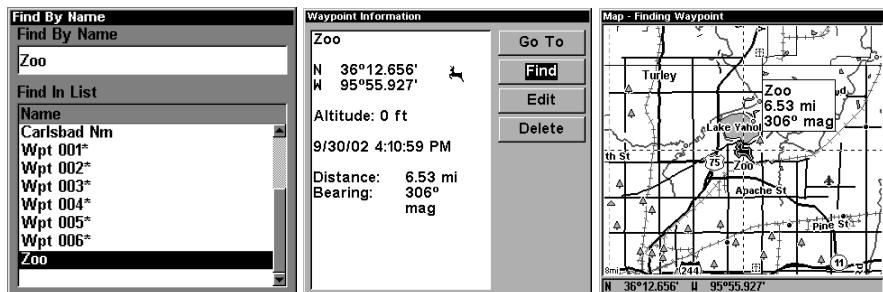 Find By Name
Find By Name
Zoo
Find In List
Name
Carlsbad Nm
Wpt 001*
Wpt 002*
Wpt 003*
Wpt 004*
Wpt 005*
Wpt 006*
Zoo
Waypoint Information
Zoo
N 36°12.656'
W 95°55.927'
Altitude: 0 ft
9/30/02 4:10:59 PM
Distance: 6.53 mi
Bearing: 306°
mag
Go To
Find
Edit
Delete
Map - Finding Waypoint
Turley
Zoo
6.53 mi
306º mag
Lake Yahol
th St
75
Zoo
Apache St
Pine St
11
244
8mi
N 36°12.656' W 95°55.927'